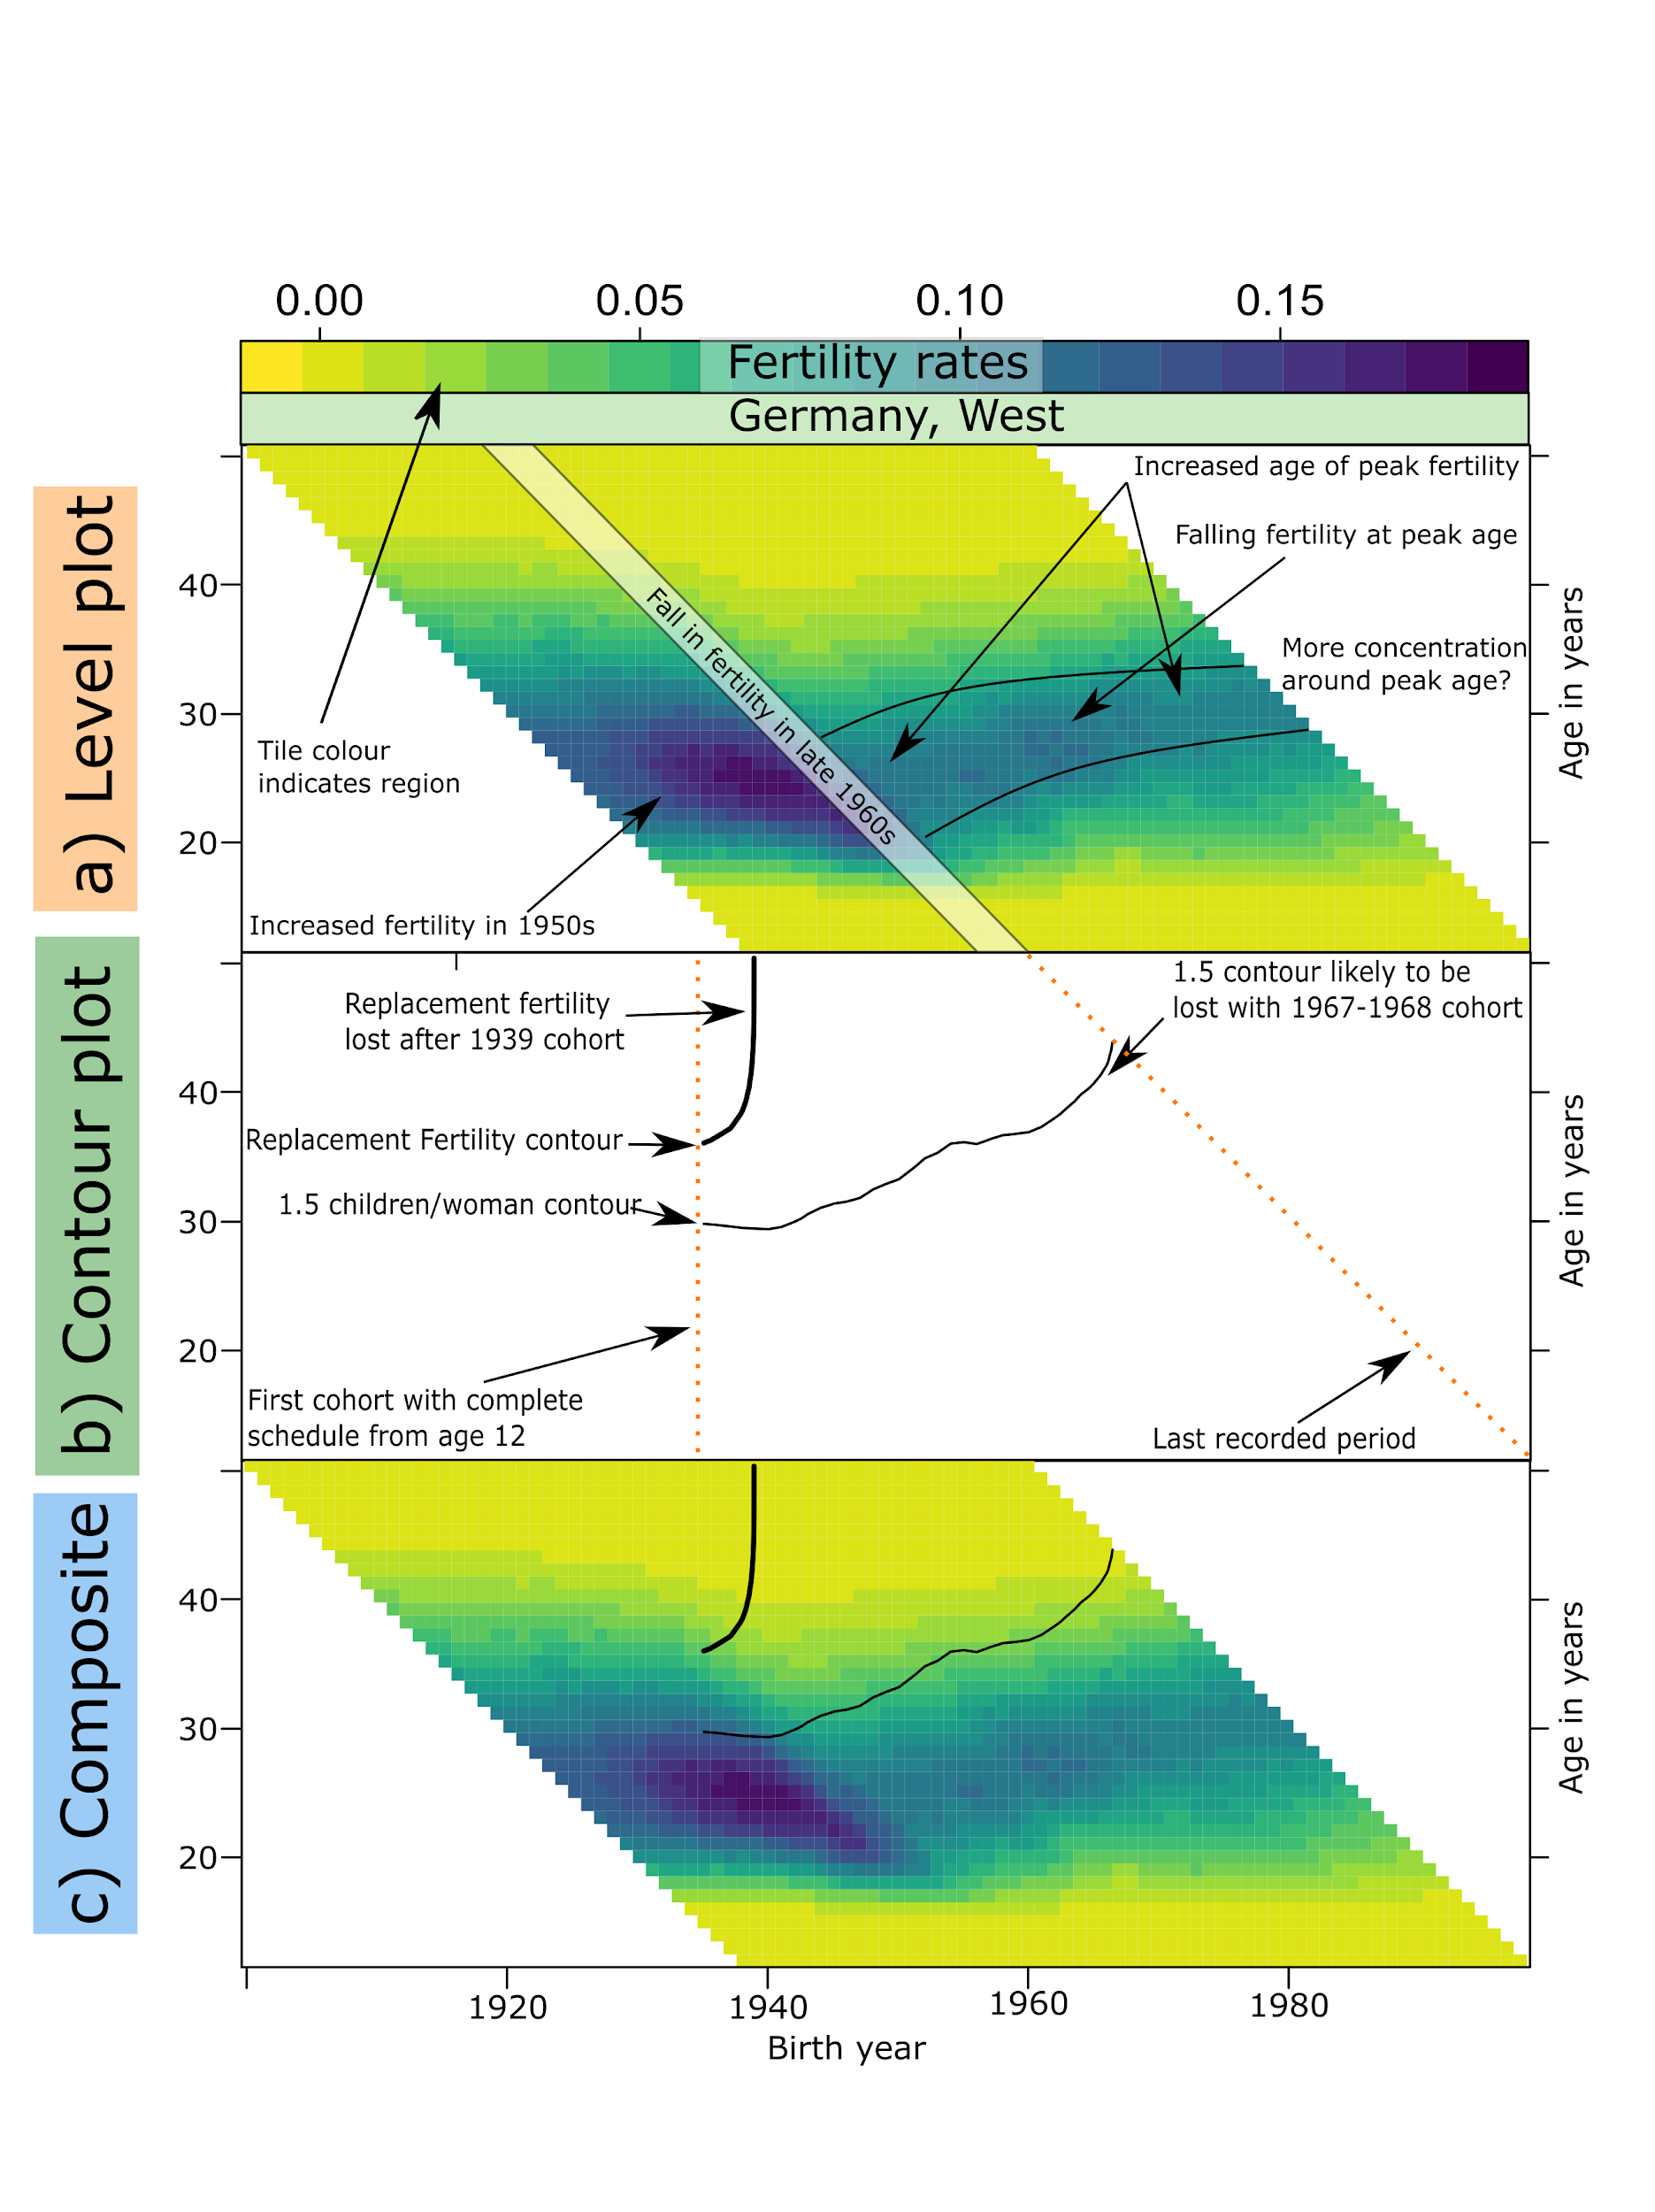 0.00 0.05 0.10 0.15
Fertility rates
Germany, West
a) Level plot
Increased age of peak fertility
Falling fertility at peak age
More concentration
around peak age?
Fall in fertility in late 1960s
Tile colour
indicates region
Increased fertility in 1950s
40
30
20
Age in years
b) Contour plot
1.5 contour likely to be
lost with 1967-1968 cohort
Replacement fertility
lost after 1939 cohort
Replacement Fertility contour
1.5 children/woman contour
First cohort with complete
schedule from age 12
Last recorded period
40
30
20
Age in years
c) Composite
40
30
20
Age in years
1920 1940 1960 1980
Birth year